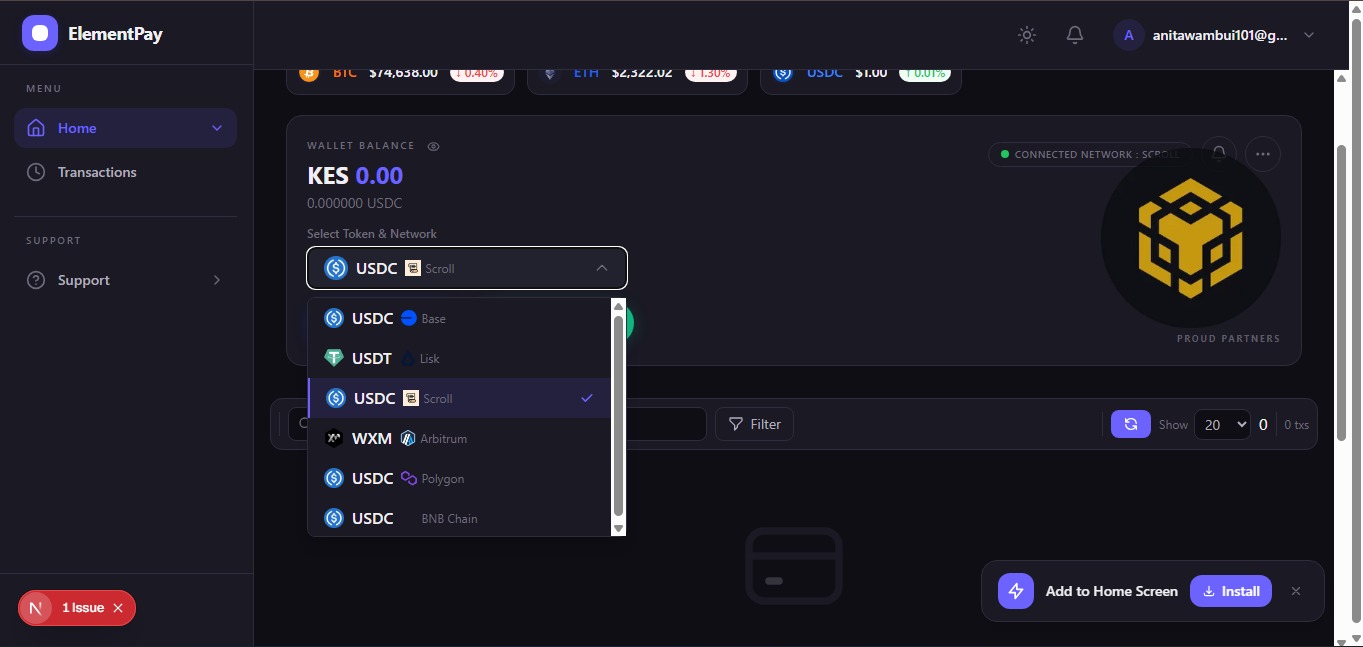 ElementPay
anitawambui101@g...
A
BTC $74,638.00 ↓ 0.40%
ETH $2,322.02 ↓ 1.30%
USDC $1.00 ↑ 0.01%
MENU
Home
Transactions
SUPPORT
Support
WALLET BALANCE
KES 0.00
0.000000 USDC
CONNECTED NETWORK : SCROLL
Select Token & Network
USDC Scroll
USDC Base
USDT Lisk
USDC Scroll
WXM Arbitrum
USDC Polygon
USDC BNB Chain
PROUD PARTNERS
Filter
Show 20 0 0 txs
Add to Home Screen Install
N 1 Issue